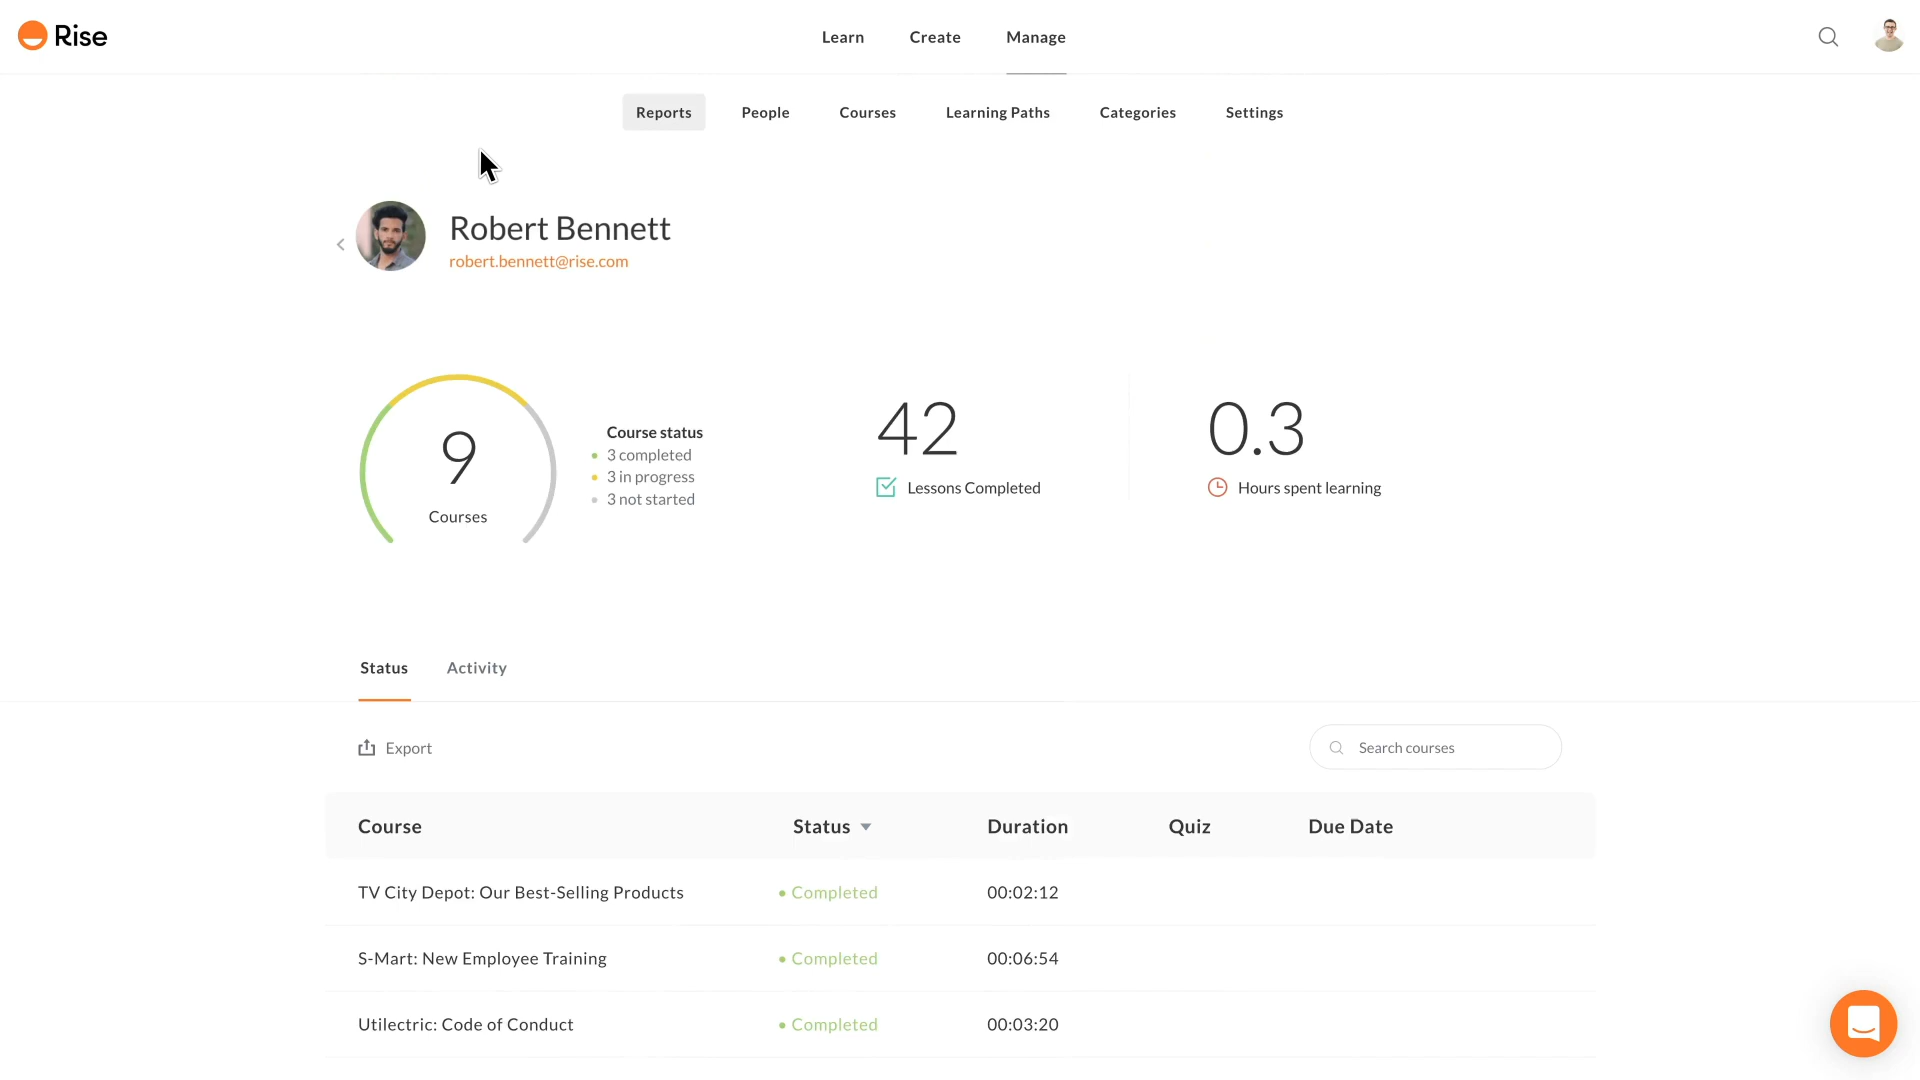 Rise
Learn Create Manage
Reports People Courses Learning Paths Categories Settings
Robert Bennett
robert.bennett@rise.com
9
Courses
Course status
3 completed
3 in progress
3 not started
42
Lessons Completed
0.3
Hours spent learning
Status Activity
Export
Search courses
Course Status Duration Quiz Due Date
TV City Depot: Our Best-Selling Products Completed 00:02:12
S-Mart: New Employee Training Completed 00:06:54
Utilectric: Code of Conduct Completed 00:03:20